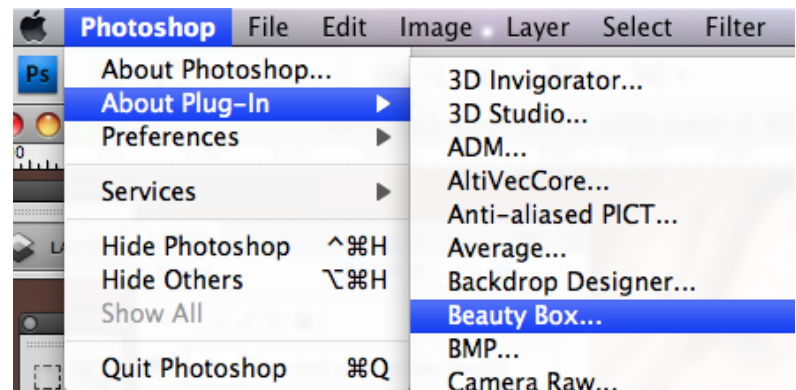 Photoshop File Edit Image Layer Select Filter
Ps
About Photoshop...
About Plug-In
Preferences
Services
Hide Photoshop ^⌘H
Hide Others ⌥⌘H
Show All
Quit Photoshop ⌘Q
3D Invigorator...
3D Studio...
ADM...
AltiVecCore...
Anti-aliased PICT...
Average...
Backdrop Designer...
Beauty Box...
BMP...
Camera Raw...
0